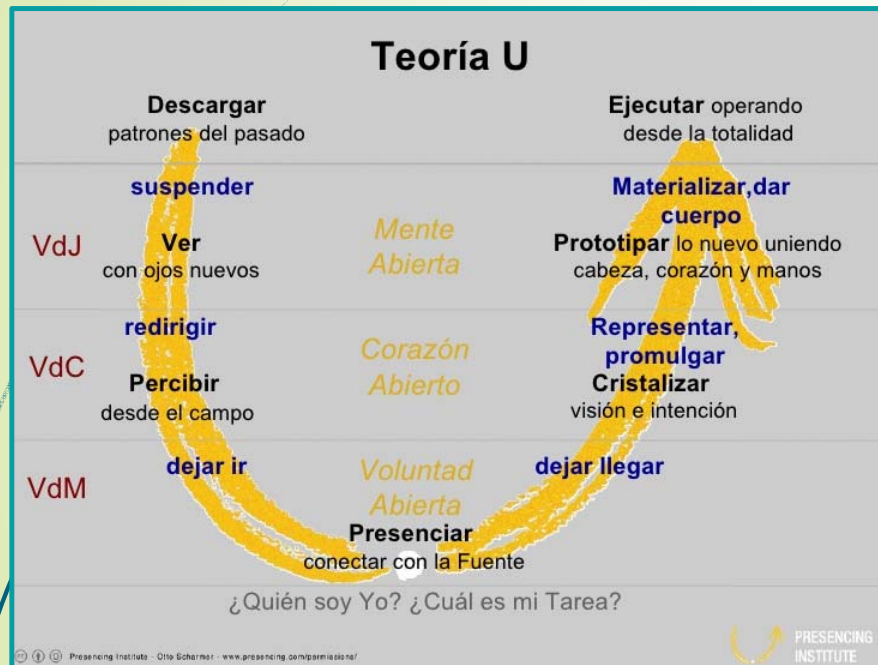 Teoría U
Descargar
patrones del pasado
Ejecutar operando
desde la totalidad
suspender
Materializar,dar
cuerpo
VdJ
Ver
con ojos nuevos
Mente
Abierta
Prototipar lo nuevo uniendo
cabeza, corazón y manos
redirigir
Representar,
promulgar
VdC
Percibir
desde el campo
Corazón
Abierto
Cristalizar
visión e intención
dejar ir
dejar llegar
VdM
Voluntad
Abierta
Presenciar
conectar con la Fuente
¿Quién soy Yo? ¿Cuál es mi Tarea?
Presencing Institute - Otto Scharmer - www.presencing.com/permissions/
PRESENCING
INSTITUTE